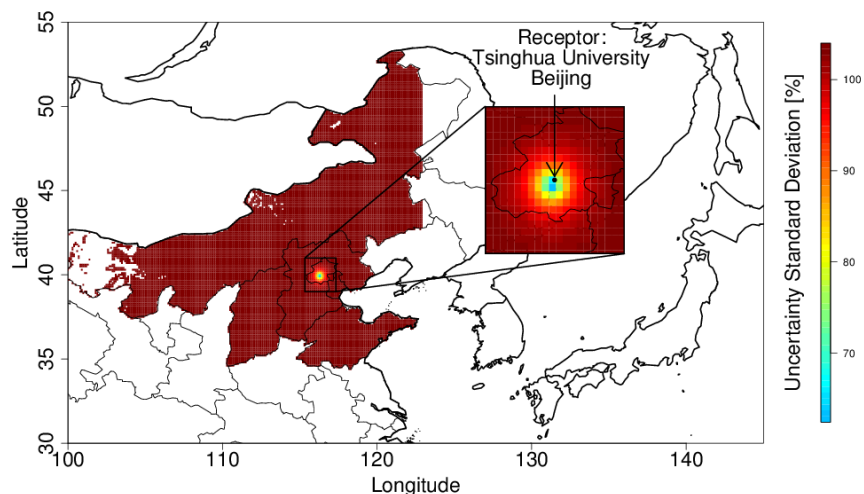 Receptor:
Tsinghua University
Beijing
55
50
45
40
35
30
Latitude
100
110
120
130
140
Longitude
100
90
80
70
Uncertainty Standard Deviation [%]